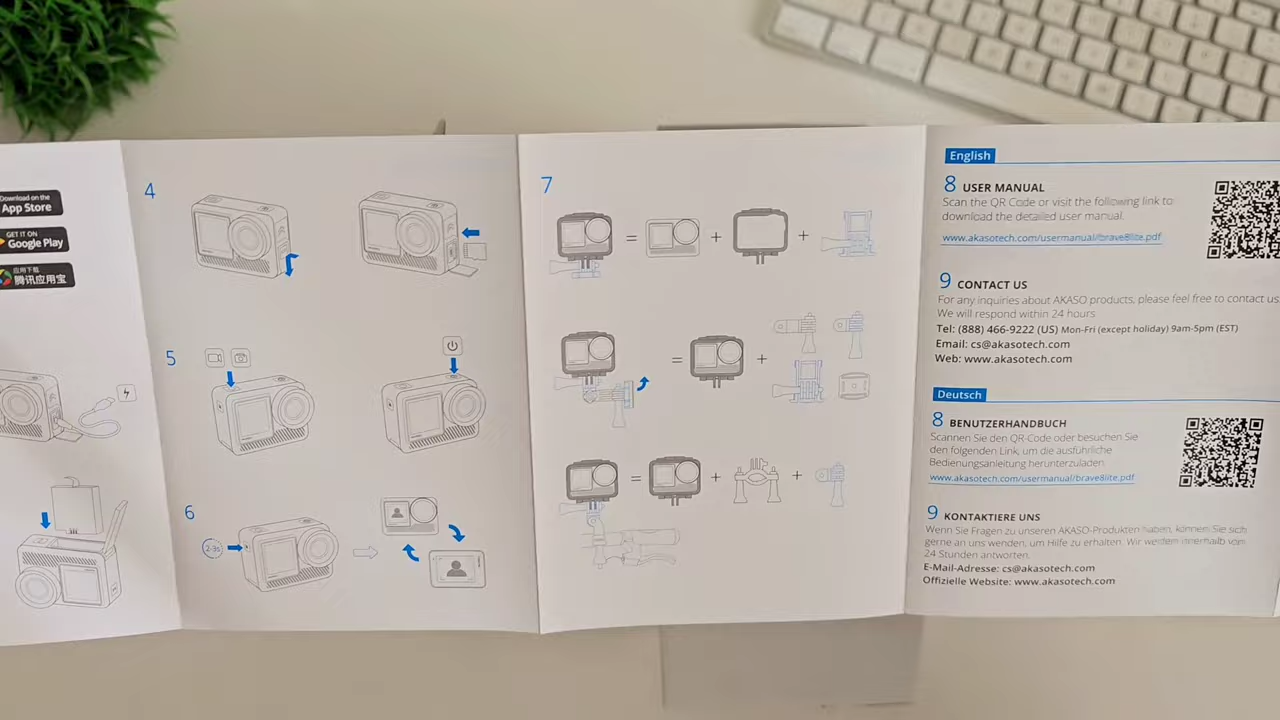 Download on the
App Store
GET IT ON
Google Play
应用下载
腾讯应用宝
4
5
6
2-3s
7
English
8 USER MANUAL
Scan the QR Code or visit the following link to
download the detailed user manual.
www.akasotech.com/usermanual/brave8lite.pdf
9 CONTACT US
For any inquiries about AKASO products, please feel free to contact us
We will respond within 24 hours
Tel: (888) 466-9222 (US) Mon-Fri (except holiday) 9am-5pm (EST)
Email: cs@akasotech.com
Web: www.akasotech.com
Deutsch
8 BENUTZERHANDBUCH
Scannen Sie den QR-Code oder besuchen Sie
den folgenden Link, um die ausführliche
Bedienungsanleitung herunterzuladen.
www.akasotech.com/usermanual/brave8lite.pdf
9 KONTAKTIERE UNS
Wenn Sie Fragen zu unseren AKASO-Produkten haben, können Sie sich
gerne an uns wenden, um Hilfe zu erhalten. Wir werden innerhalb von
24 Stunden antworten.
E-Mail-Adresse: cs@akasotech.com
Offizielle Website: www.akasotech.com